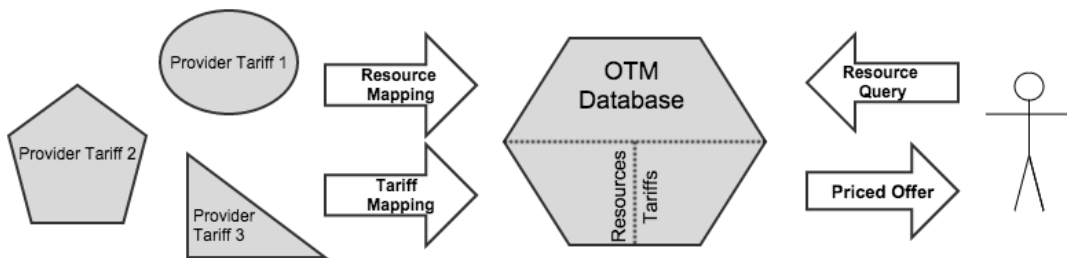 Provider Tariff 1
Provider Tariff 2
Provider
Tariff 3
Resource
Mapping
Tariff
Mapping
OTM
Database
Resources
Tariffs
Resource
Query
Priced Offer